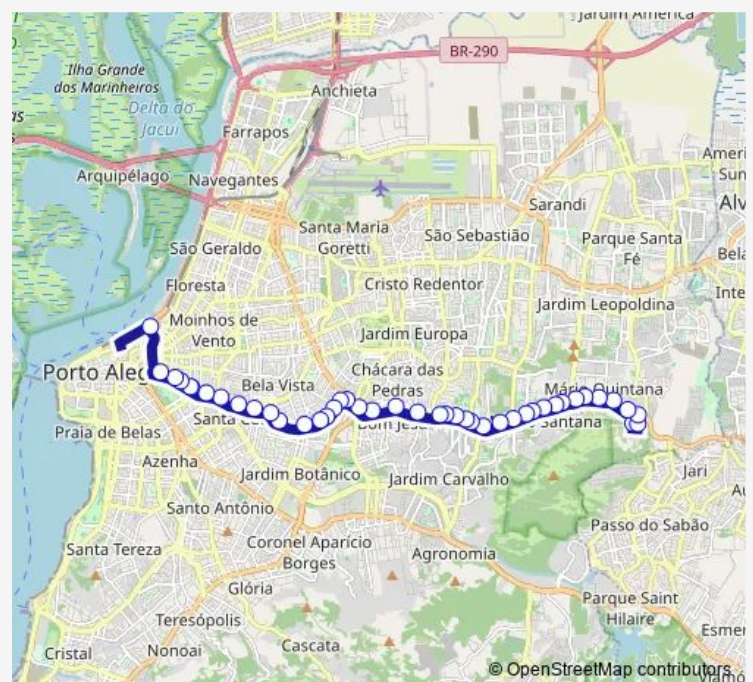 Jardim América
BR-290
Ilha Grande
dos Marinheiros
Anchieta
Delta do
Jacuí
Farrapos
Arquipélago
Navegantes
Sarandi
Santa Maria
Goretti
São Sebastião
Parque Santa
Fé
São Geraldo
Floresta
Cristo Redentor
Jardim Leopoldina
Moinhos de
Vento
Jardim Europa
Chácara das
Pedras
Porto Aleg
Bela Vista
Mário Quintana
Santa C
Bom Jes
Santana
Praia de Belas
Azenha
Jardim Botânico
Jardim Carvalho
Jari
Santo Antônio
Passo do Sabão
Santa Tereza
Coronel Aparício
Borges
Agronomia
Glória
Parque Saint
Hilaire
Teresópolis
Cascata
Cristal
Nonoai
© OpenStreetMap contributors